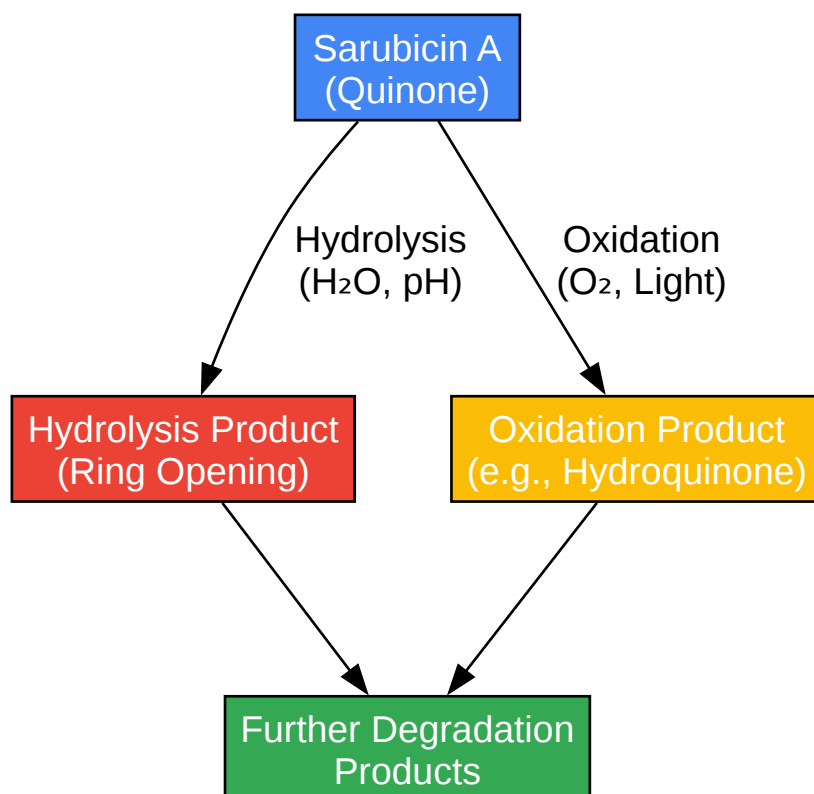 Sarubicin A
(Quinone)
Hydrolysis
(H₂O, pH)
Oxidation
(O₂, Light)
Hydrolysis Product
(Ring Opening)
Oxidation Product
(e.g., Hydroquinone)
Further Degradation
Products